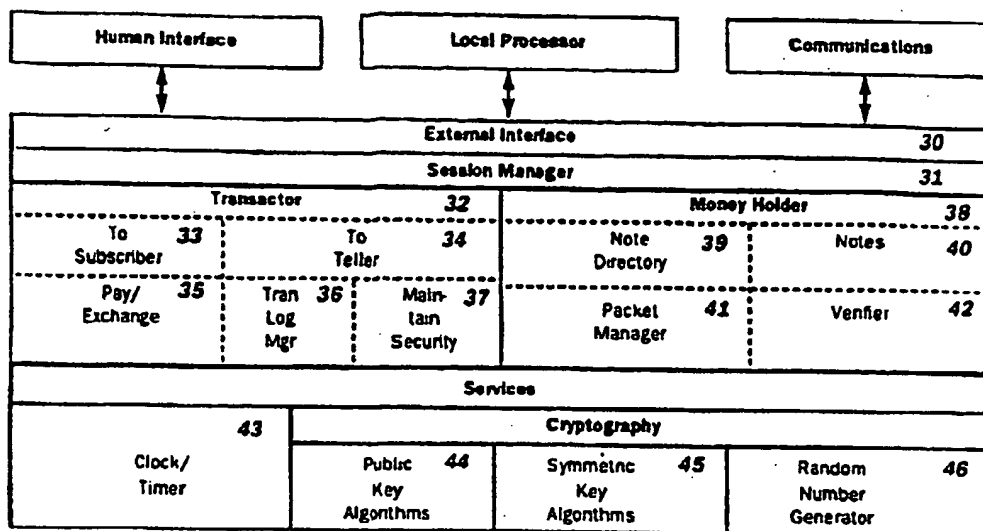 Human Interface
Local Processor
Communications
External Interface 30
Session Manager 31
Transactor 32
Money Holder 38
To Subscriber 33
To Teller 34
Note Directory 39
Notes 40
Pay/ Exchange 35
Tran Log Mgr 36
Main- tain Security 37
Packet Manager 41
Verifier 42
Services
43
Cryptography
Clock/ Timer
Public Key Algorithms 44
Symmetric Key Algorithms 45
Random Number Generator 46